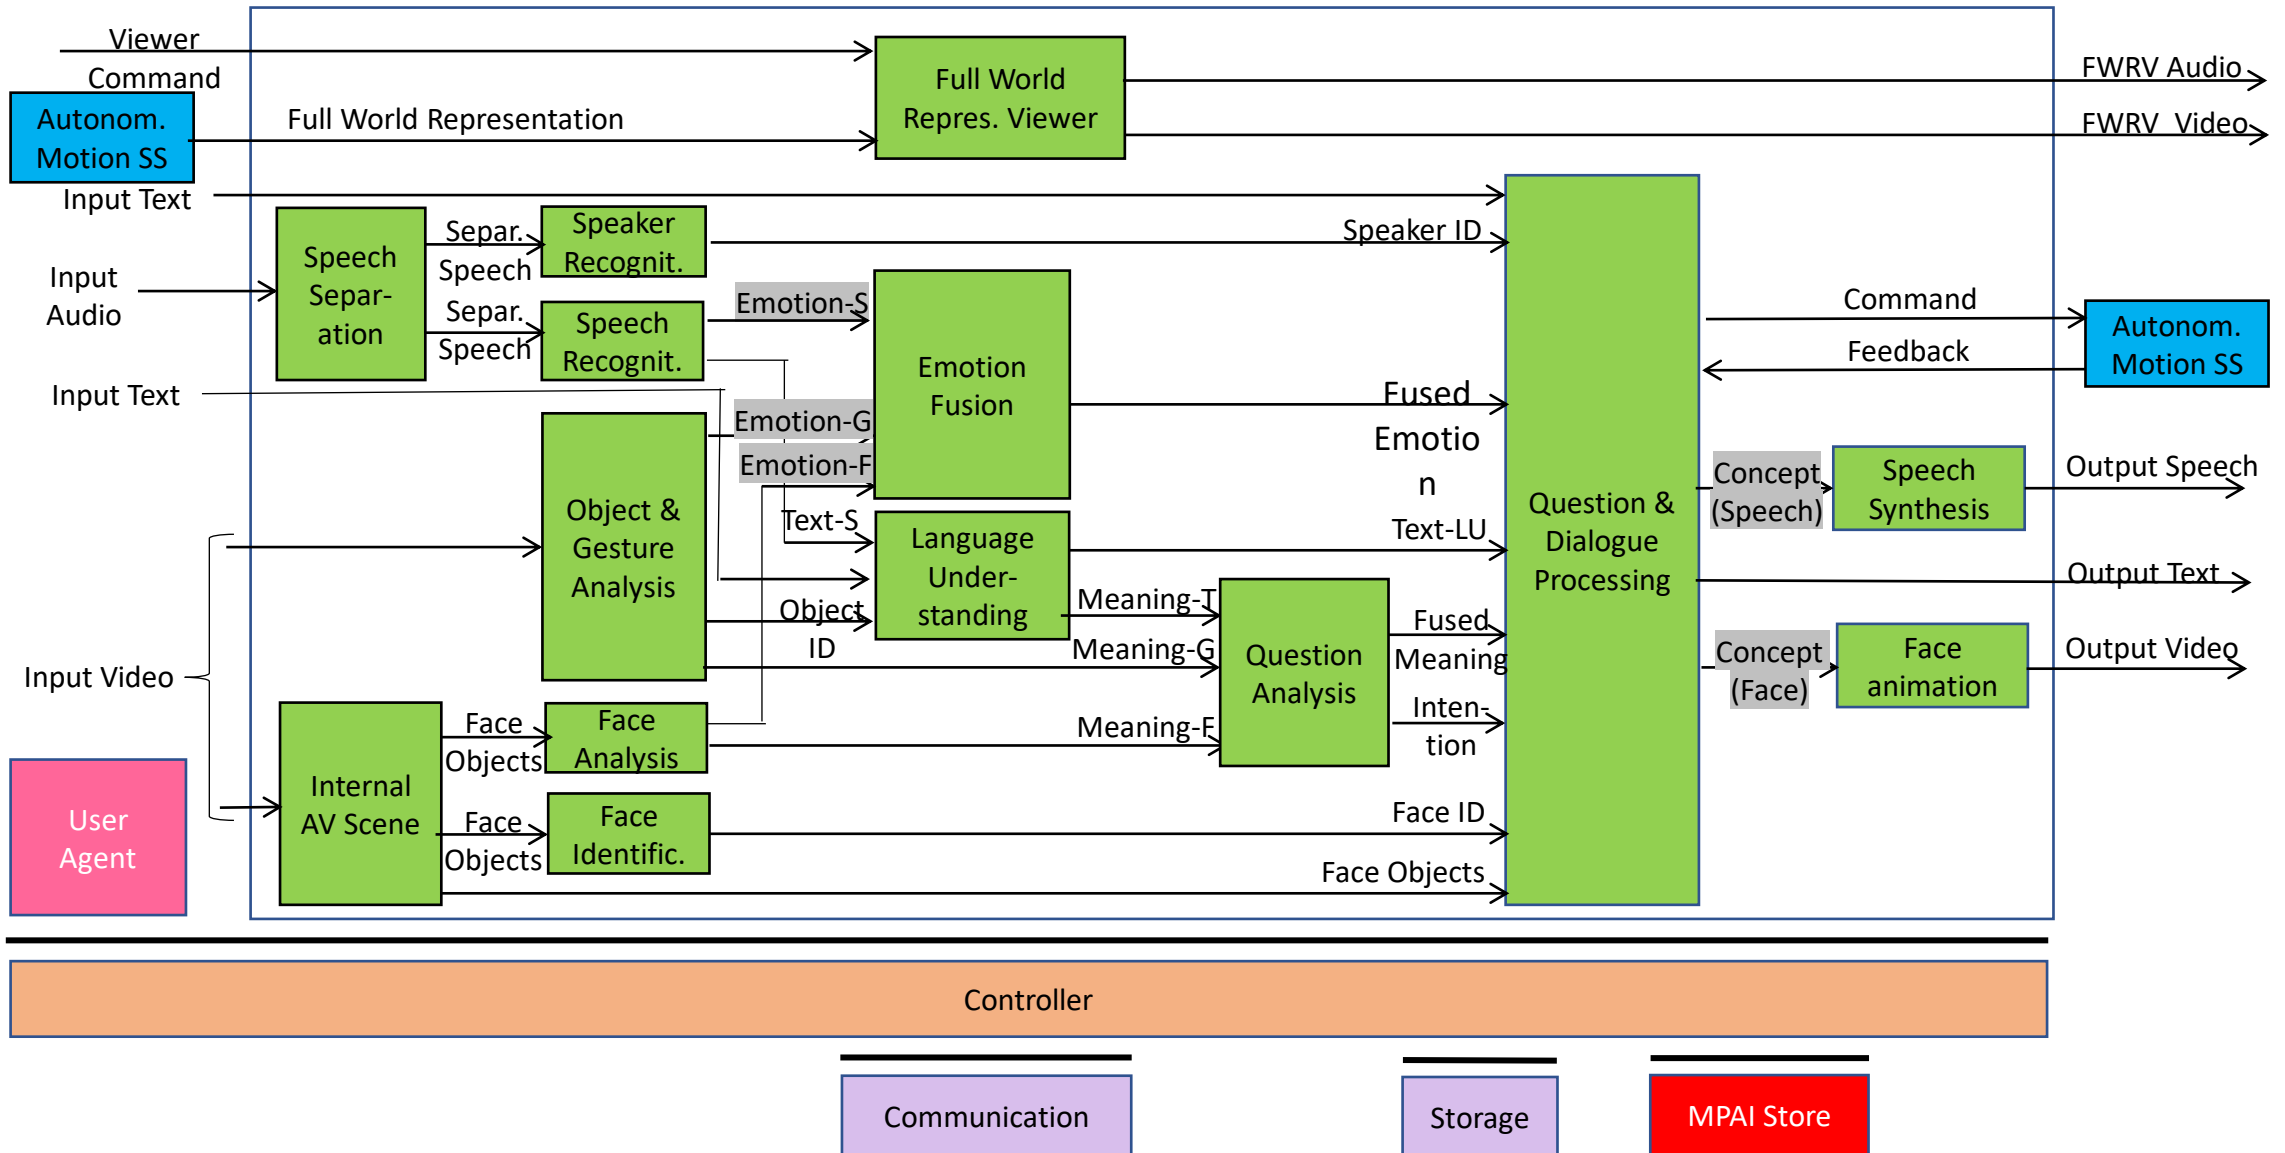 Viewer
Command
Full World
Repres. Viewer
FWRV Audio
FWRV  Video
Autonom.
Motion SS
Full World Representation
Input Text
Speech
Separ-
ation
Separ.
Speech
Speaker
Recognit.
Speaker ID
Input
Audio
Separ.
Speech
Speech
Recognit.
Emotion-S
Emotion
Fusion
Command
Feedback
Autonom.
Motion SS
Input Text
Emotion-G
Emotion-F
Fused
Emotio
n
Object &
Gesture
Analysis
Text-S
Language
Under-
standing
Text-LU
Question &
Dialogue
Processing
Concept
(Speech)
Speech
Synthesis
Output Speech
Output Text
Object
ID
Meaning-T
Meaning-G
Meaning-F
Question
Analysis
Fused
Meaning
Inten-
tion
Concept
(Face)
Face
animation
Output Video
Input Video
Internal
AV Scene
Face
Objects
Face
Analysis
Face
Objects
Face
Identific.
Face ID
Face Objects
User
Agent
Controller
Communication
Storage
MPAI Store